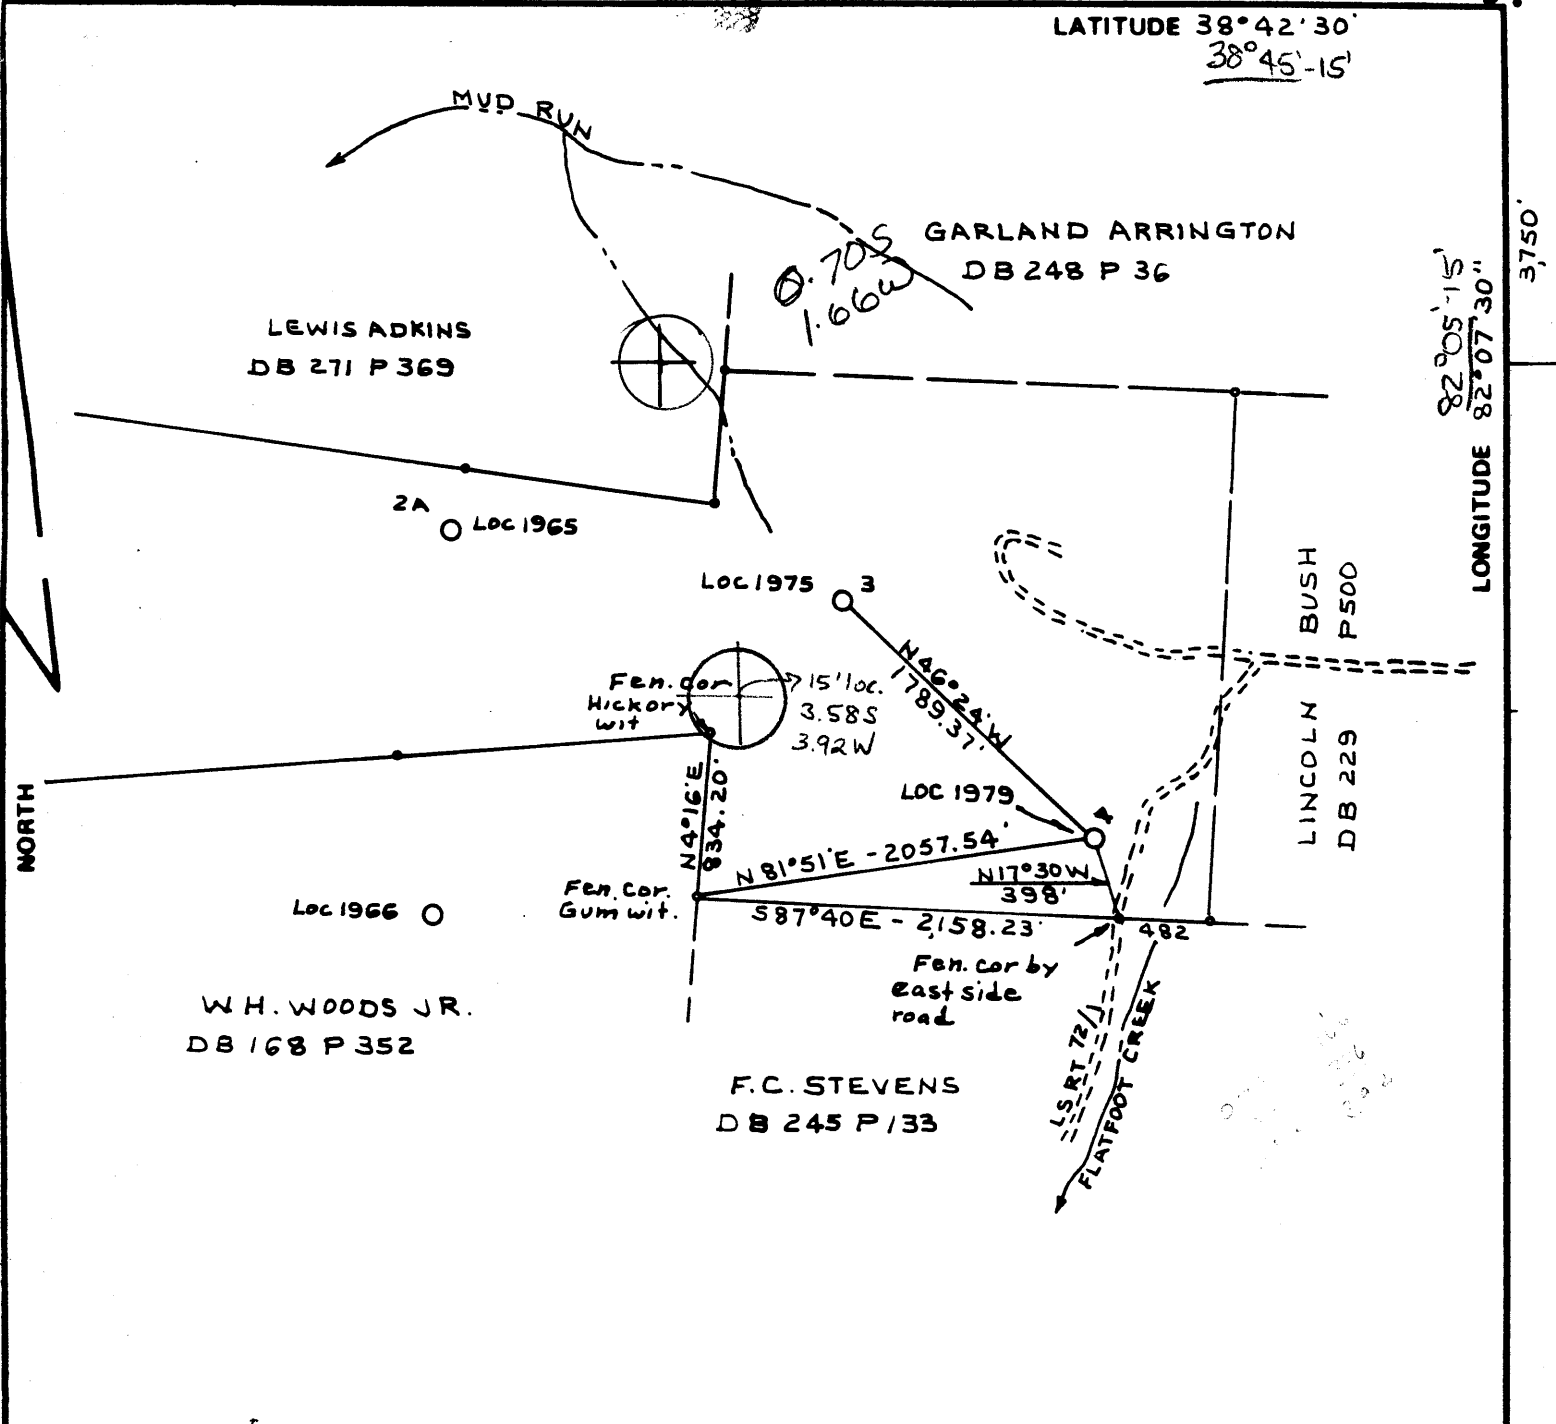 LATITUDE 38°42'30'
38°45'-15'
MUD RUN
3,750'
GARLAND ARRINGTON
DB 248 P 36
0.70S
1.66W
82°05'-15'
LONGITUDE 82°07'30"
LEWIS ADKINS
DB 271 P 369
2A
LOC 1965
LOC 1975 3
LINCOLN BUSH
DB 229 P500
N46°24'W
1789.37'
Fen. cor
Hickory
wit
15' loc.
3.58S
3.92W
N4°16'E
834.20'
LOC 1979
4
N81°51'E - 2057.54'
N17°30W
398'
NORTH
Fen. Cor.
Gum wit.
S87°40E - 2,158.23'
482
Loc 1966
Fen. cor by
east side
road
W.H. WOODS JR.
DB 168 P 352
LSRT 72/1
FLATFOOT CREEK
F.C. STEVENS
DB 245 P 133